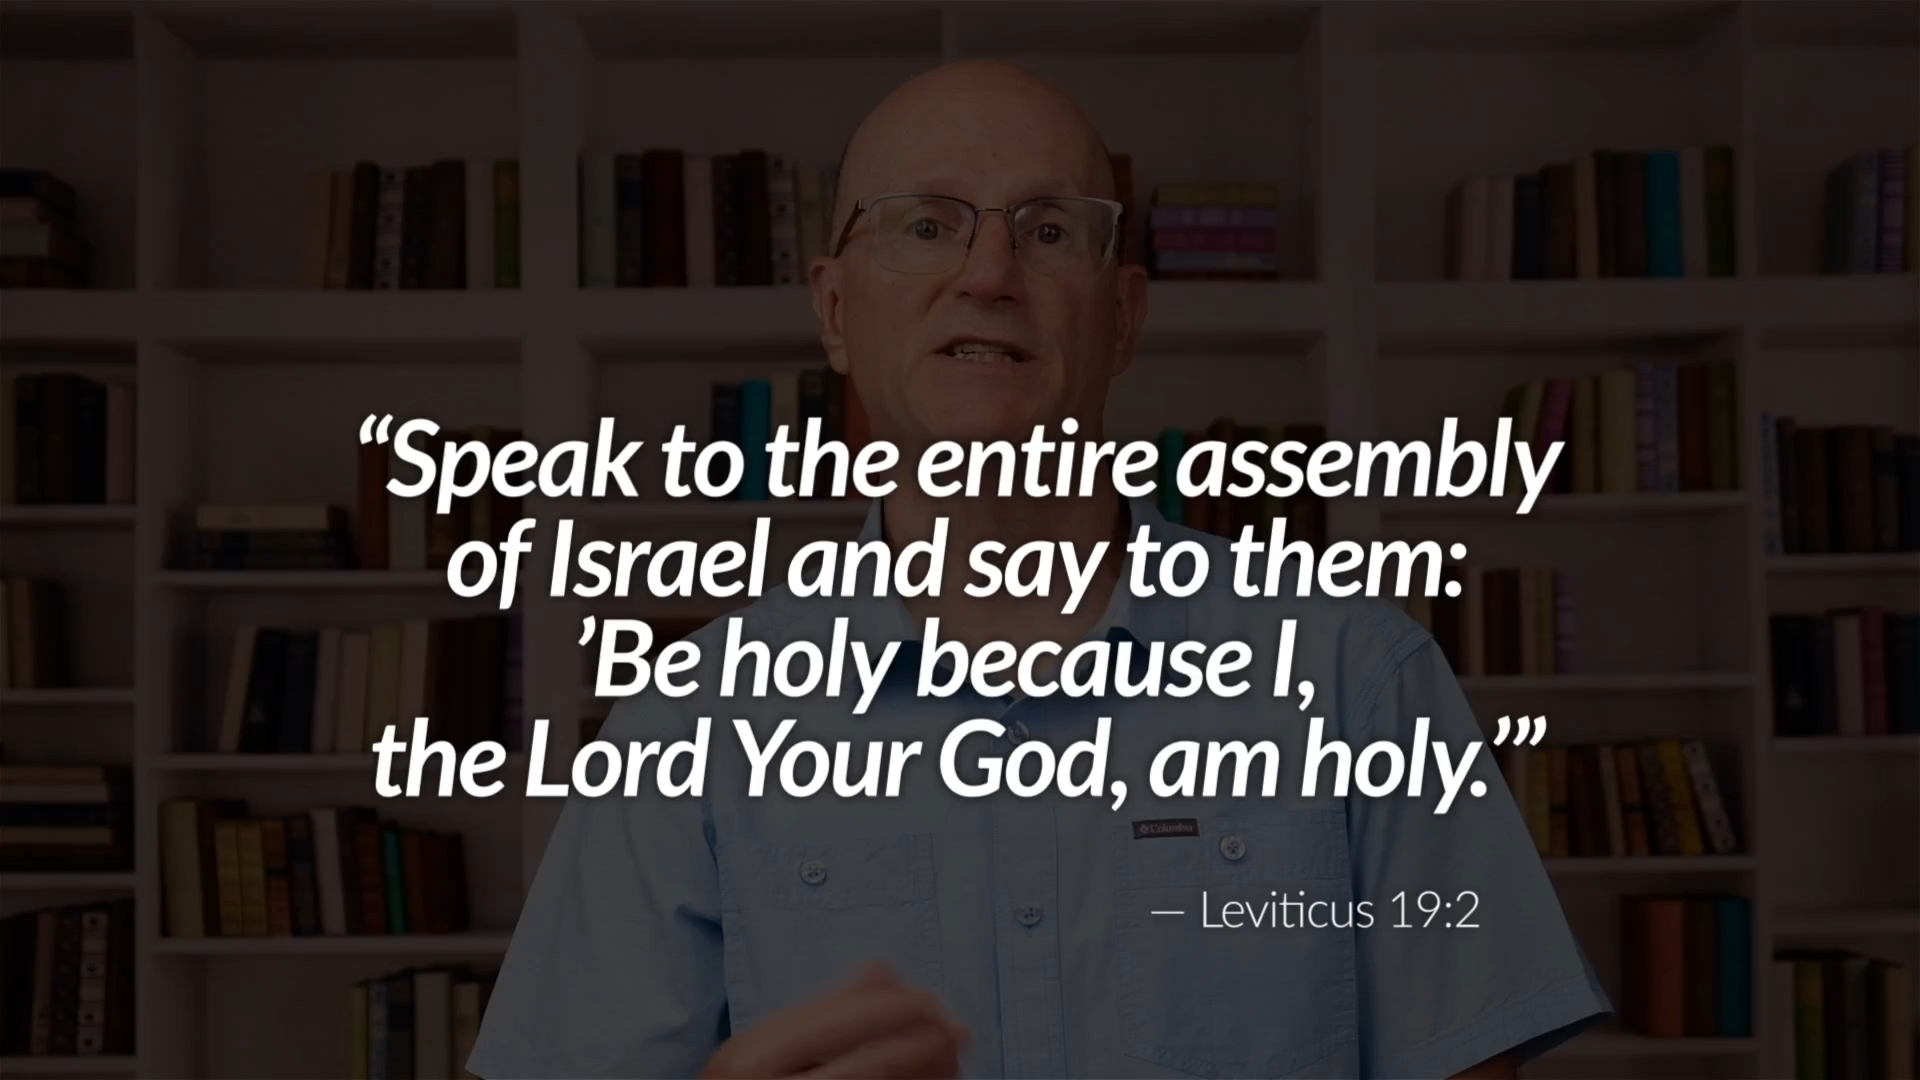 “Speak to the entire assembly
of Israel and say to them:
’Be holy because I,
the Lord Your God, am holy.’”
Columbia
— Leviticus 19:2